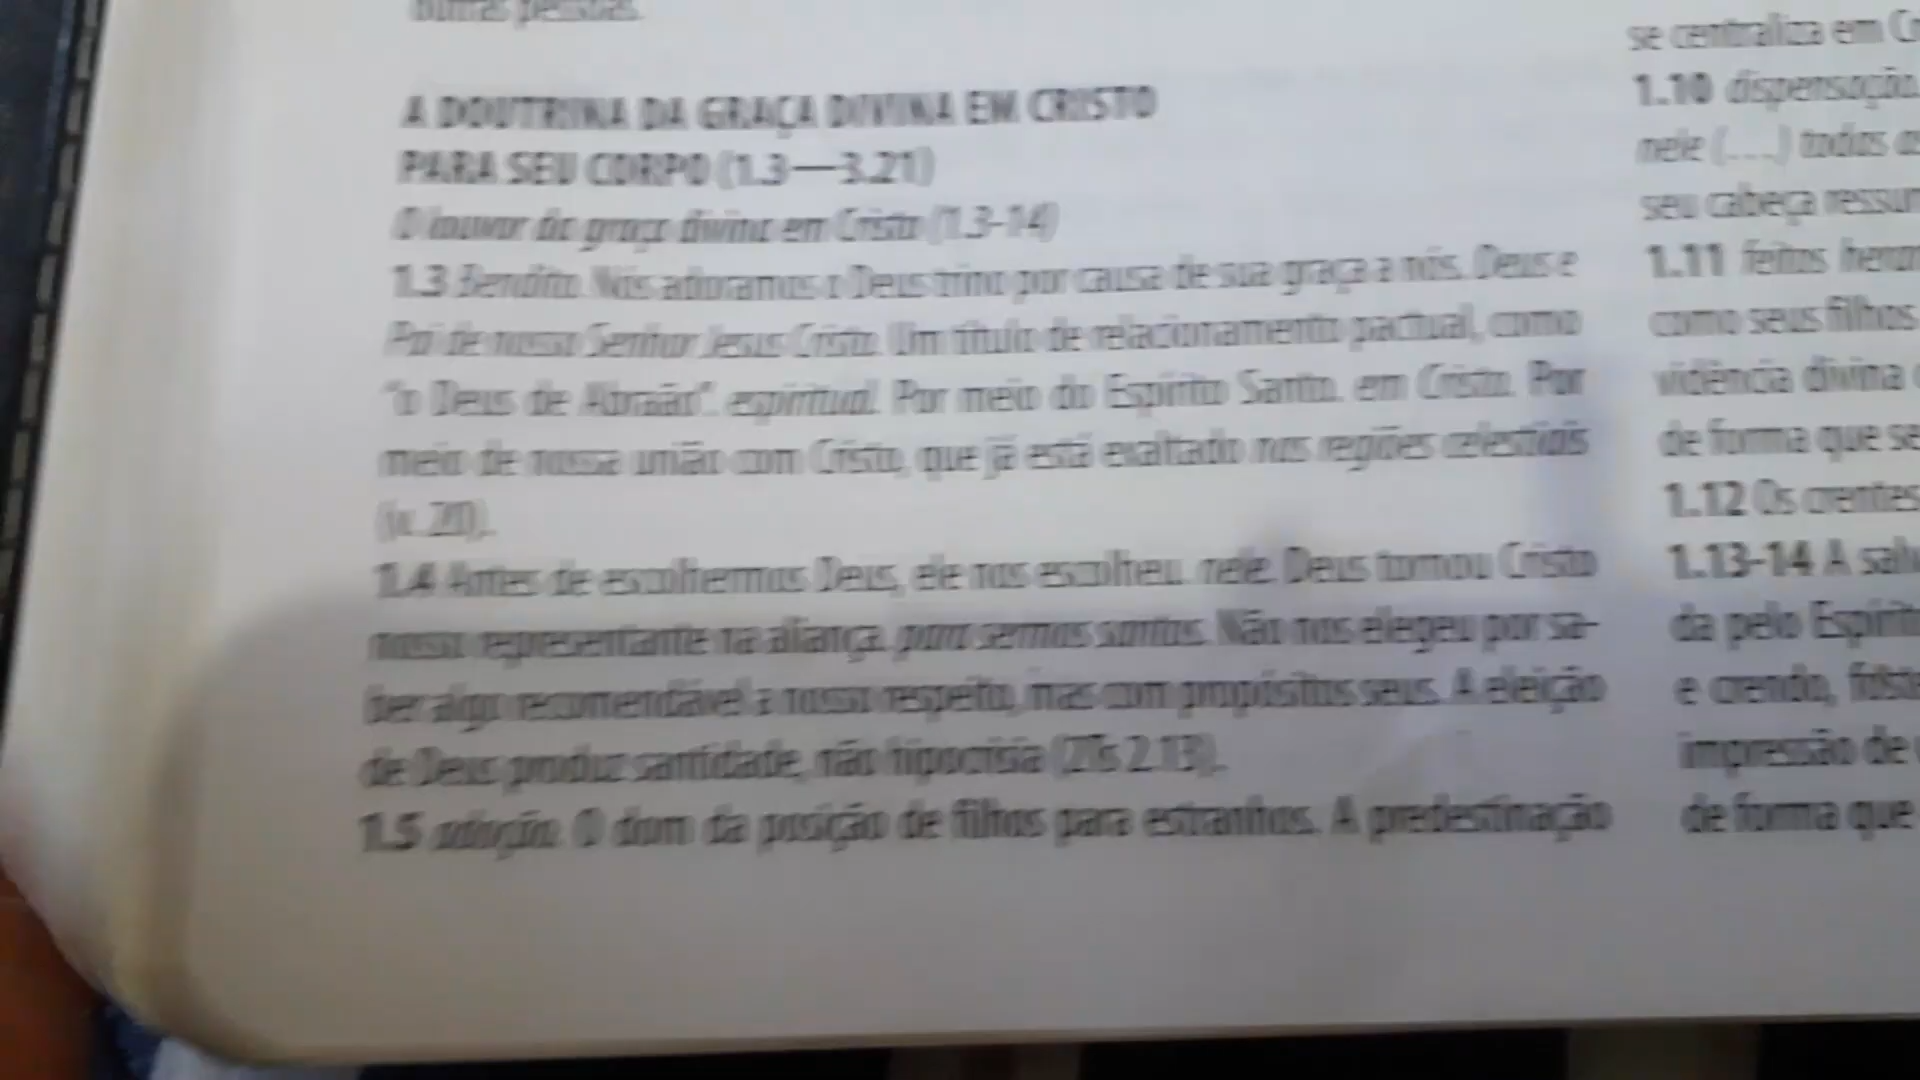 outras pessoas.
A DOUTRINA DA GRAÇA DIVINA EM CRISTO
PARA SEU CORPO (1.3—3.21)
O louvor da graça divina em Cristo (1.3-14)
1.3 Bendito. Nós adoramos o Deus trino por causa de sua graça a nós. Deus e
Pai de nosso Senhor Jesus Cristo. Um título de relacionamento pactual, como
“o Deus de Abraão”. espiritual. Por meio do Espírito Santo. em Cristo. Por
meio de nossa união com Cristo, que já está exaltado nas regiões celestiais
(v. 20).
1.4 Antes de escolhermos Deus, ele nos escolheu. nele. Deus tornou Cristo
nosso representante na aliança. para sermos santos. Não nos elegeu por sa-
ber algo recomendável a nosso respeito, mas com propósitos seus. A eleição
de Deus produz santidade, não hipocrisia (2Ts 2.13).
1.5 adoção. O dom da posição de filhos para estranhos. A predestinação
se centraliza em
1.10 dispensação.
nele (. . .) todas
seu cabeça
1.11 feitos
como seus filhos
vidência divina
de forma que
1.12 Os crentes
1.13-14 A
da pelo
e crendo,
impressão de
de forma que